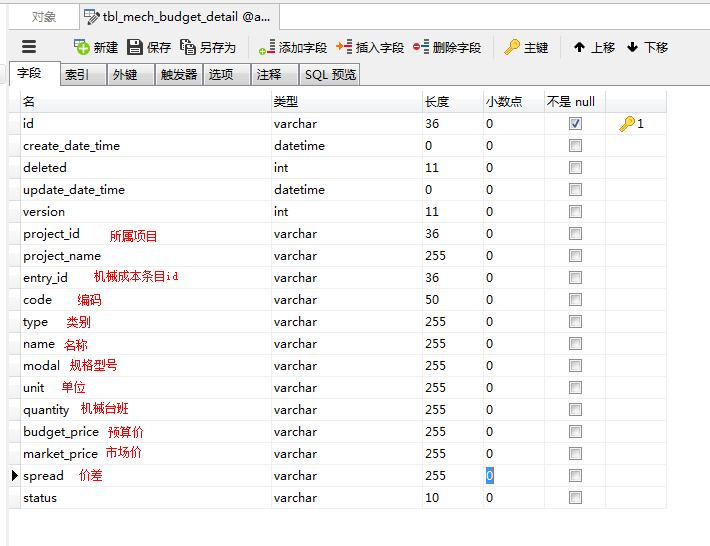 对象 tbl_mech_budget_detail @a...
新建 保存 另存为 添加字段 插入字段 删除字段 主键 上移 下移
字段 索引 外键 触发器 选项 注释 SQL 预览
名 类型 长度 小数点 不是 null
id varchar 36 0 1
create_date_time datetime 0 0
deleted int 11 0
update_date_time datetime 0 0
version int 11 0
project_id 所属项目 varchar 36 0
project_name varchar 255 0
entry_id 机械成本条目id varchar 36 0
code 编码 varchar 50 0
type 类别 varchar 255 0
name 名称 varchar 255 0
modal 规格型号 varchar 255 0
unit 单位 varchar 255 0
quantity 机械台班 varchar 255 0
budget_price 预算价 varchar 255 0
market_price 市场价 varchar 255 0
spread 价差 varchar 255 0
status varchar 10 0